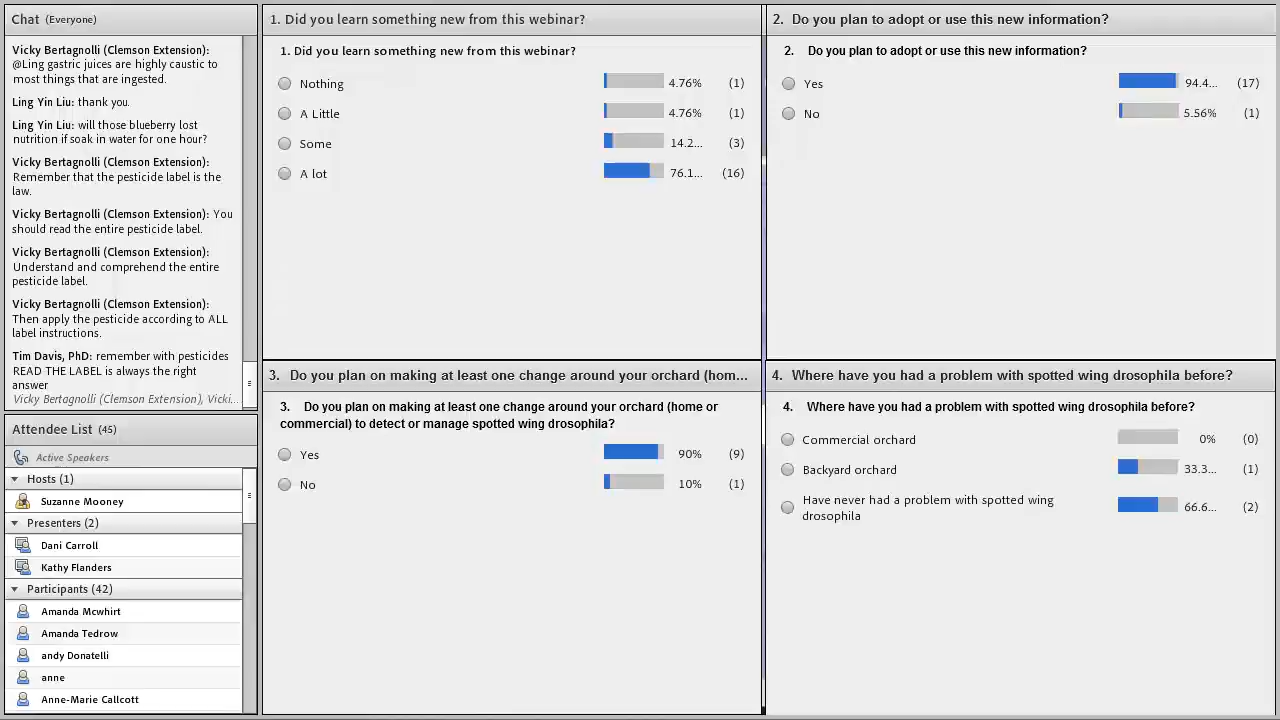 Chat (Everyone)
Vicky Bertagnolli (Clemson Extension):
@Ling gastric juices are highly caustic to
most things that are ingested.
Ling Yin Liu: thank you.
Ling Yin Liu: will those blueberry lost
nutrition if soak in water for one hour?
Vicky Bertagnolli (Clemson Extension):
Remember that the pesticide label is the
law.
Vicky Bertagnolli (Clemson Extension): You
should read the entire pesticide label.
Vicky Bertagnolli (Clemson Extension):
Understand and comprehend the entire
pesticide label.
Vicky Bertagnolli (Clemson Extension):
Then apply the pesticide according to ALL
label instructions.
Tim Davis, PhD: remember with pesticides
READ THE LABEL is always the right
answer
Vicky Bertagnolli (Clemson Extension), Vicki...
Attendee List (45)
Active Speakers
Hosts (1)
Suzanne Mooney
Presenters (2)
Dani Carroll
Kathy Flanders
Participants (42)
Amanda Mcwhirt
Amanda Tedrow
andy Donatelli
anne
Anne-Marie Callcott
1. Did you learn something new from this webinar?
1. Did you learn something new from this webinar?
Nothing 4.76% (1)
A Little 4.76% (1)
Some 14.2... (3)
A lot 76.1... (16)
2. Do you plan to adopt or use this new information?
2. Do you plan to adopt or use this new information?
Yes 94.4... (17)
No 5.56% (1)
3. Do you plan on making at least one change around your orchard (hom...
3. Do you plan on making at least one change around your orchard (home or
commercial) to detect or manage spotted wing drosophila?
Yes 90% (9)
No 10% (1)
4. Where have you had a problem with spotted wing drosophila before?
4. Where have you had a problem with spotted wing drosophila before?
Commercial orchard 0% (0)
Backyard orchard 33.3... (1)
Have never had a problem with spotted wing
drosophila 66.6... (2)